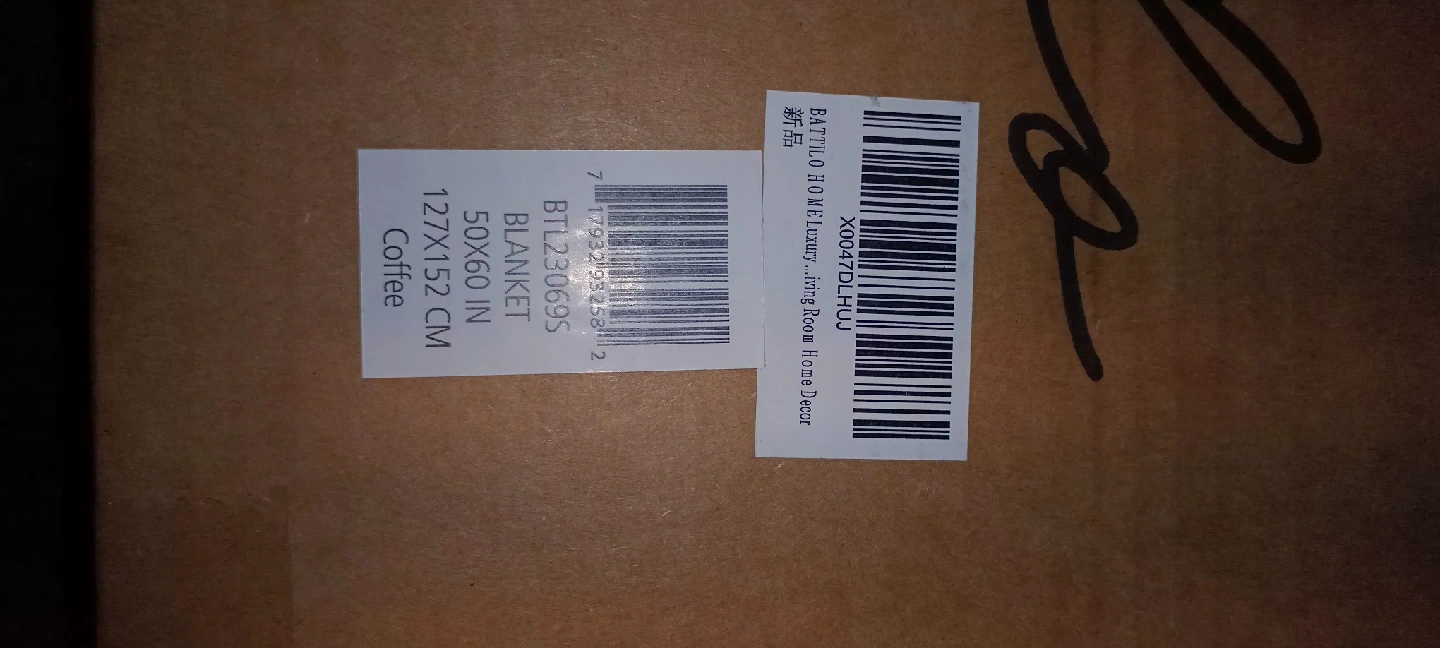 X0047DLHUJ
BATTILO HOME Luxury...iving Room Home Decor
新品
7 17932 93258 2
BTL23069S
BLANKET
50X60 IN
127X152 CM
Coffee